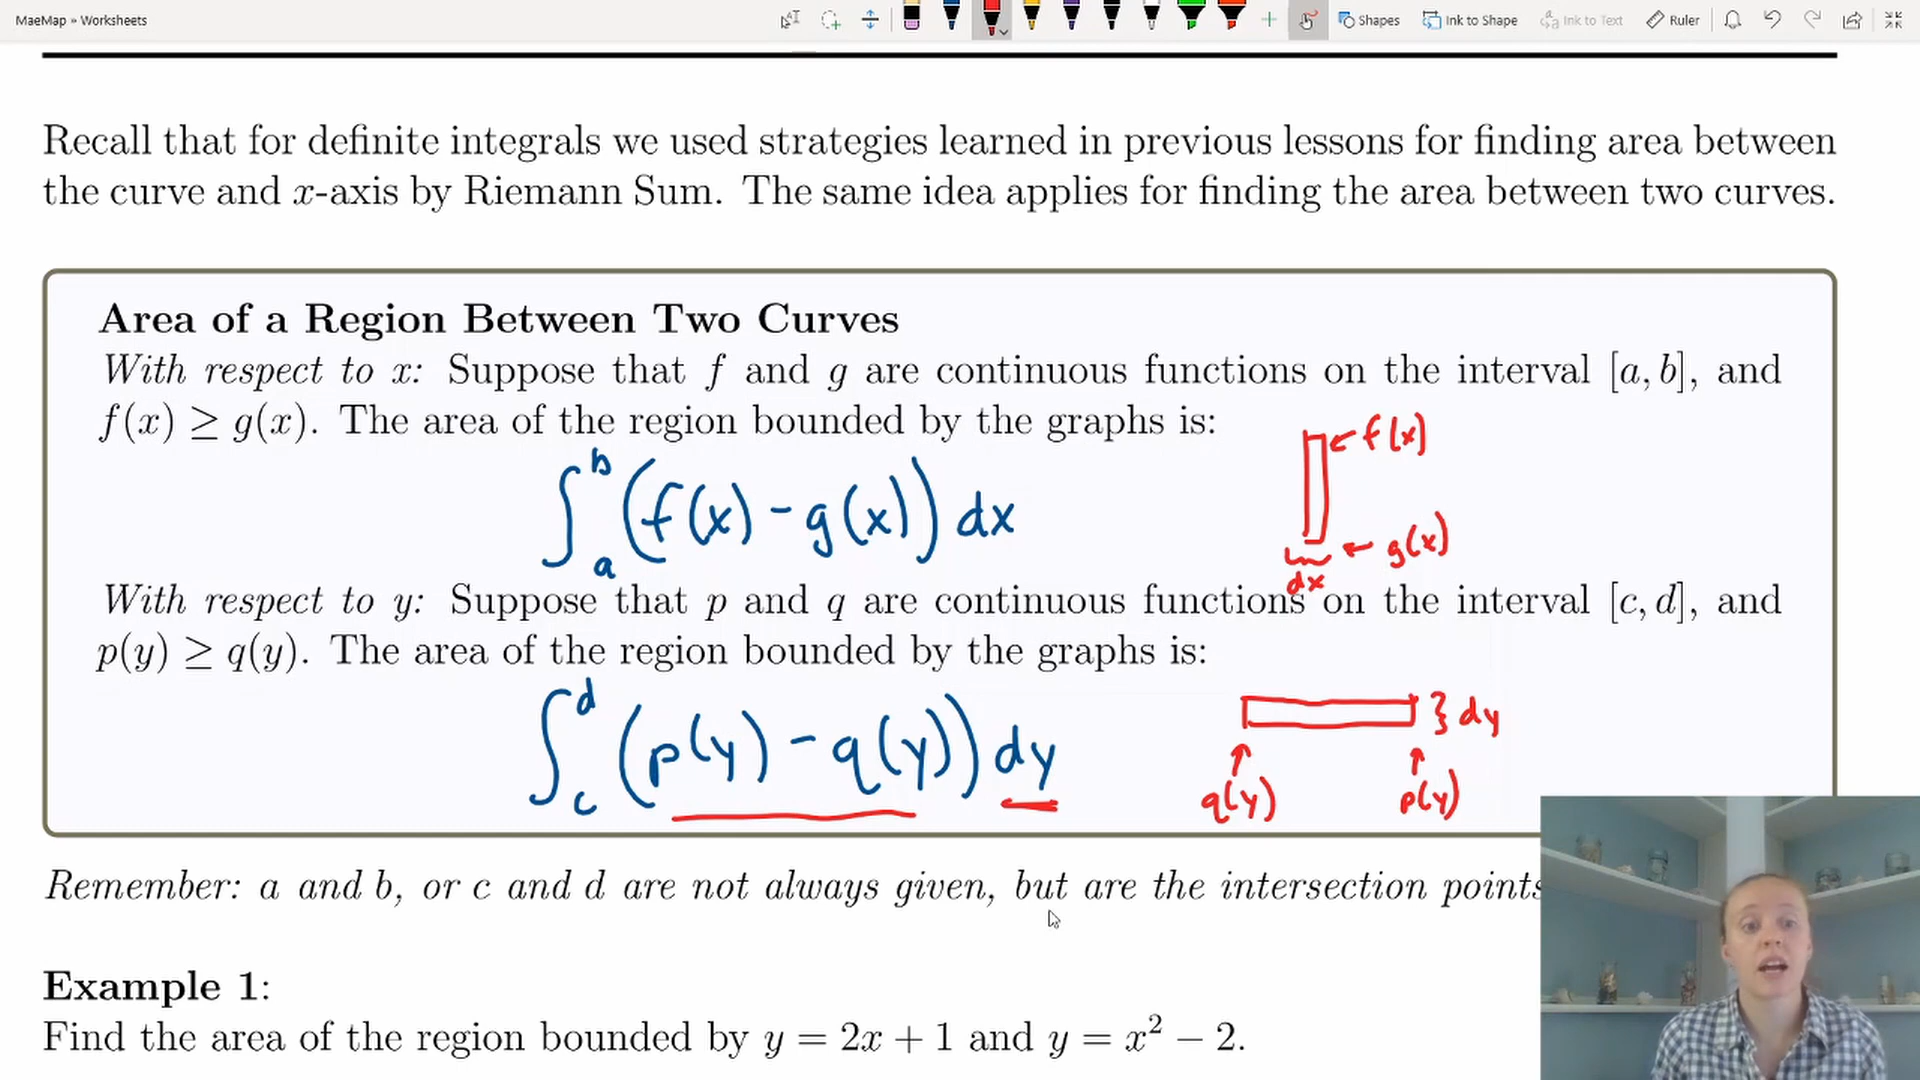 MaeMap » Worksheets
Shapes Ink to Shape Ink to Text Ruler
Recall that for definite integrals we used strategies learned in previous lessons for finding area between
the curve and x-axis by Riemann Sum. The same idea applies for finding the area between two curves.
Area of a Region Between Two Curves
With respect to x: Suppose that f and g are continuous functions on the interval [a, b], and
f(x) ≥ g(x). The area of the region bounded by the graphs is:
∫_a^b (f(x) - g(x)) dx
← f(x)
← g(x)
dx
With respect to y: Suppose that p and q are continuous functions on the interval [c, d], and
p(y) ≥ q(y). The area of the region bounded by the graphs is:
∫_c^d (p(y) - q(y)) dy
} dy
↑ ↑
q(y) p(y)
Remember: a and b, or c and d are not always given, but are the intersection points
Example 1:
Find the area of the region bounded by y = 2x + 1 and y = x² − 2.